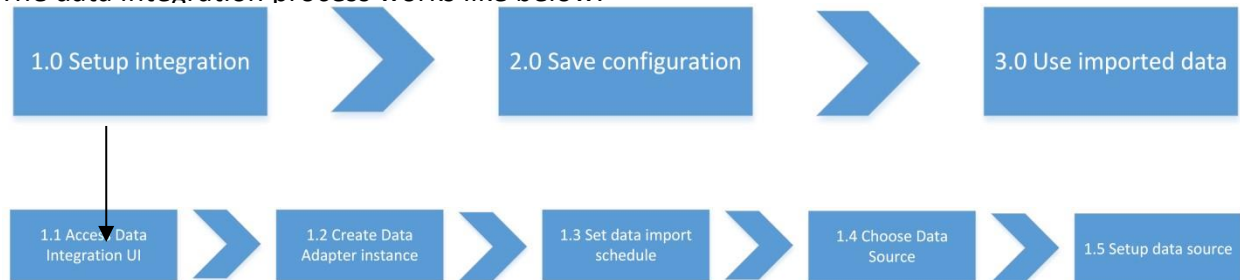 The data integration process works like below:
1.0 Setup integration
2.0 Save configuration
3.0 Use imported data
1.1 Access Data
Integration UI
1.2 Create Data
Adapter instance
1.3 Set data import
schedule
1.4 Choose Data
Source
1.5 Setup data source